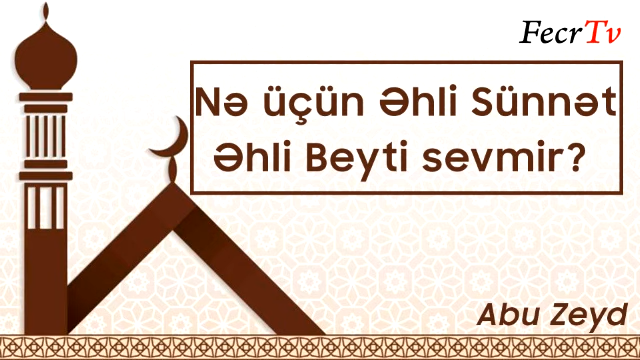 FecrTv
Nə üçün Əhli Sünnət
Əhli Beyti sevmir?
Abu Zeyd